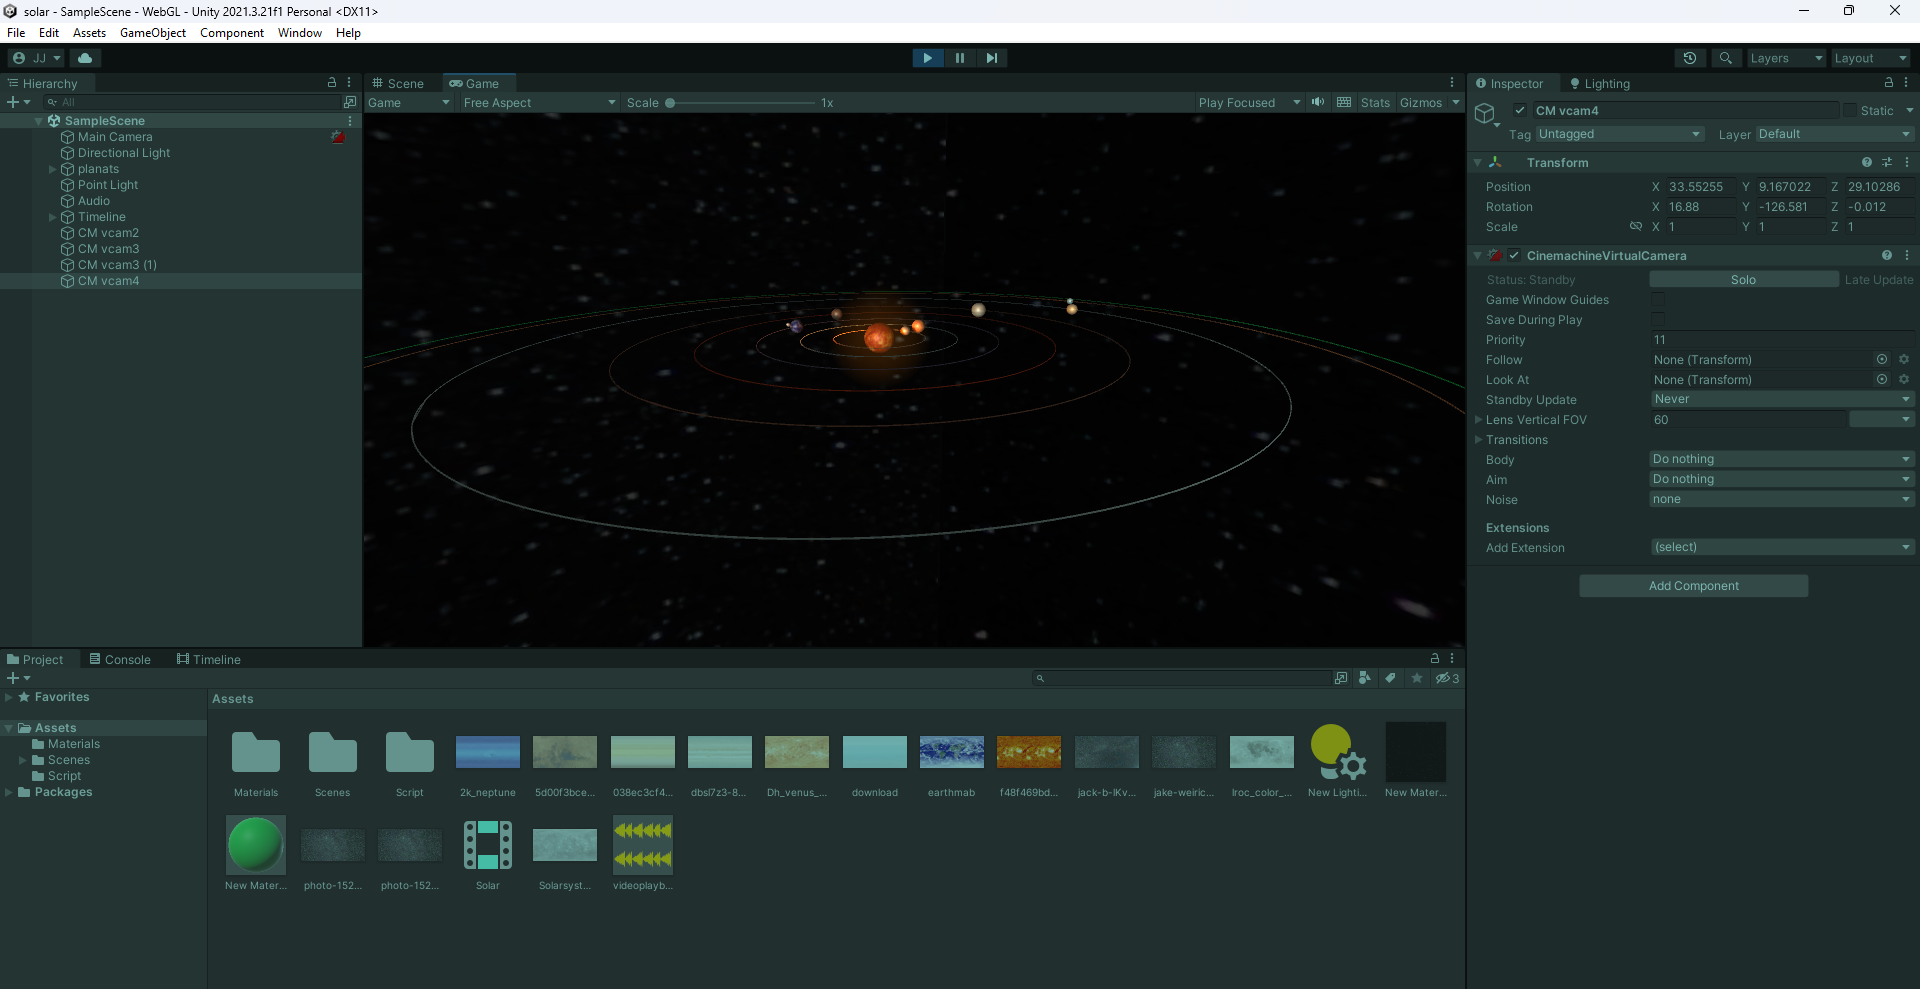 solar - SampleScene - WebGL - Unity 2021.3.21f1 Personal <DX11>
File Edit Assets GameObject Component Window Help
JJ Layers Layout
Hierarchy
All
SampleScene
Main Camera
Directional Light
planats
Point Light
Audio
Timeline
CM vcam2
CM vcam3
CM vcam3 (1)
CM vcam4
Scene Game
Game Free Aspect Scale 1x Play Focused Stats Gizmos
Inspector Lighting
CM vcam4 Static
Tag Untagged Layer Default
Transform
Position X 33.55255 Y 9.167022 Z 29.10286
Rotation X 16.88 Y -126.581 Z -0.012
Scale X 1 Y 1 Z 1
CinemachineVirtualCamera
Status: Standby Solo Late Update
Game Window Guides
Save During Play
Priority 11
Follow None (Transform)
Look At None (Transform)
Standby Update Never
Lens Vertical FOV 60
Transitions
Body Do nothing
Aim Do nothing
Noise none
Extensions
Add Extension (select)
Add Component
Project Console Timeline
3
Favorites
Assets
Materials
Scenes
Script
Packages
Assets
Materials Scenes Script 2k_neptune 5d00f3bce... 038ec3cf4... dbsl7z3-8... Dh_venus_... download earthmab f48f469bd... jack-b-IKv... jake-weiric... lroc_color_... New Lighti... New Mater...
New Mater... photo-152... photo-152... Solar Solarsyst... videoplayb...